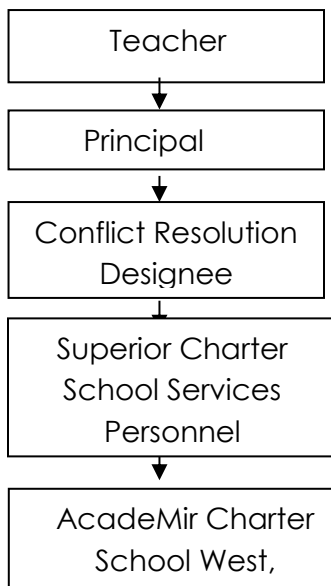 Teacher
Principal
Conflict Resolution
Designee
Superior Charter
School Services
Personnel
AcadeMir Charter
School West,